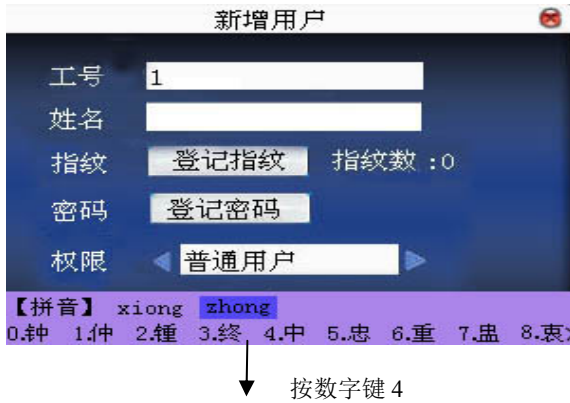 新增用户
工号 1
姓名
指纹 登记指纹 指纹数:0
密码 登记密码
权限 普通用户
【拼音】 xiong zhong
0.钟 1.仲 2.锺 3.终 4.中 5.忠 6.重 7.蛊 8.衷
按数字键 4